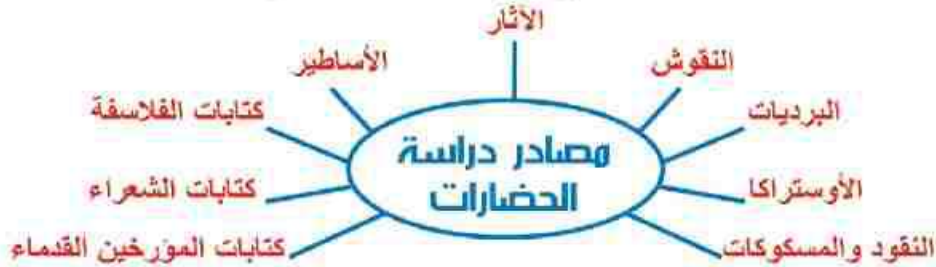 الآثار
النقوش
الأساطير
البرديات
كتابات الفلاسفة
مصادر دراسة
الحضارات
الأوستراكا
كتابات الشعراء
النقود والمسكوكات
كتابات المؤرخين القدماء